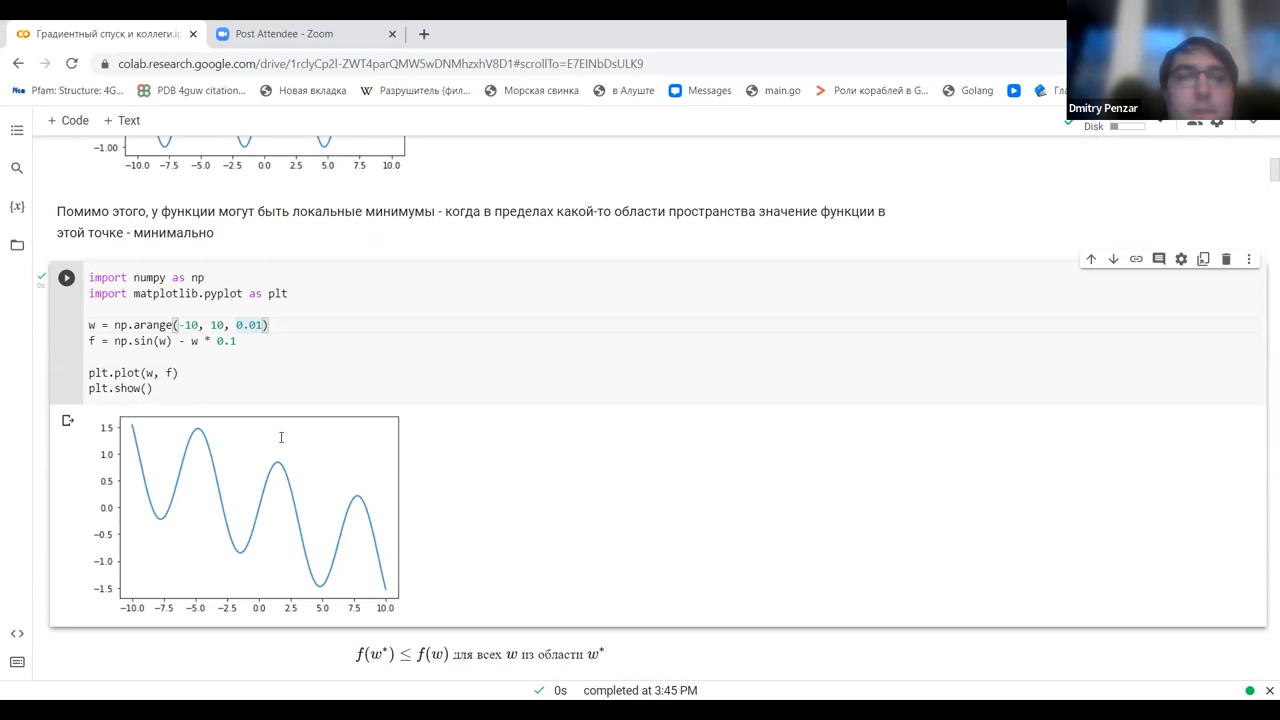 Градиентный спуск и коллеги.ip
Post Attendee - Zoom
colab.research.google.com/drive/1rclyCp2I-ZWT4parQMW5wDNMhzxhV8D1#scrollTo=E7EINbDsULK9
Pfam: Structure: 4G...
PDB 4guw citation...
Новая вкладка
Разрушитель (фил...
Морская свинка
в Алуште
Messages
main.go
Роли кораблей в G...
Golang
Dmitry Penzar
+ Code
+ Text
Disk
−1.00
−10.0 −7.5 −5.0 −2.5 0.0 2.5 5.0 7.5 10.0
Помимо этого, у функции могут быть локальные минимумы - когда в пределах какой-то области пространства значение функции в
этой точке - минимально
0s
import numpy as np
import matplotlib.pyplot as plt
w = np.arange(-10, 10, 0.01)
f = np.sin(w) - w * 0.1
plt.plot(w, f)
plt.show()
1.5
1.0
0.5
0.0
−0.5
−1.0
−1.5
−10.0 −7.5 −5.0 −2.5 0.0 2.5 5.0 7.5 10.0
f(w*) ≤ f(w) для всех w из области w*
0s completed at 3:45 PM